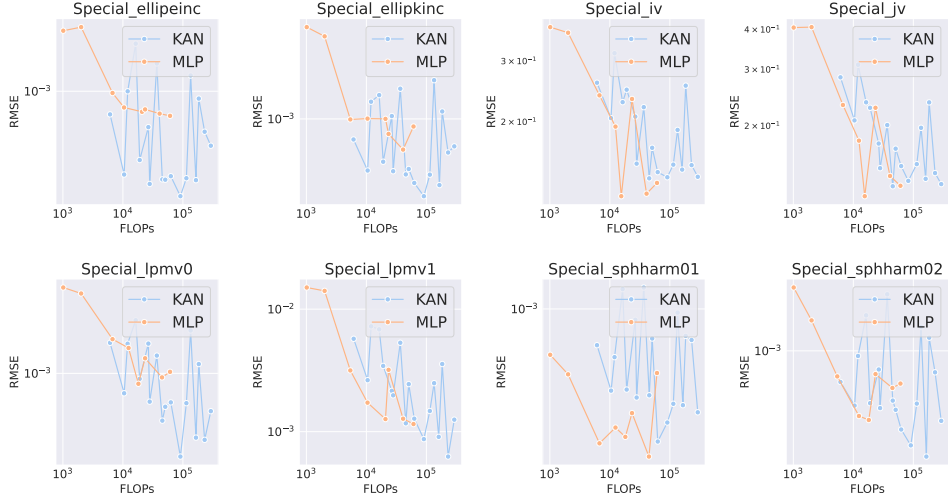 Special_ellipeinc
Special_ellipkinc
Special_iv
Special_jv
KAN
MLP
KAN
MLP
KAN
MLP
KAN
MLP
RMSE
RMSE
RMSE
RMSE
10⁻³
10⁻³
3 × 10⁻¹
2 × 10⁻¹
4 × 10⁻¹
3 × 10⁻¹
2 × 10⁻¹
10³ 10⁴ 10⁵
10³ 10⁴ 10⁵
10³ 10⁴ 10⁵
10³ 10⁴ 10⁵
FLOPs
FLOPs
FLOPs
FLOPs
Special_lpmv0
Special_lpmv1
Special_sphharm01
Special_sphharm02
KAN
MLP
KAN
MLP
KAN
MLP
KAN
MLP
RMSE
RMSE
RMSE
RMSE
10⁻³
10⁻²
10⁻³
10⁻³
10⁻³
10³ 10⁴ 10⁵
10³ 10⁴ 10⁵
10³ 10⁴ 10⁵
10³ 10⁴ 10⁵
FLOPs
FLOPs
FLOPs
FLOPs